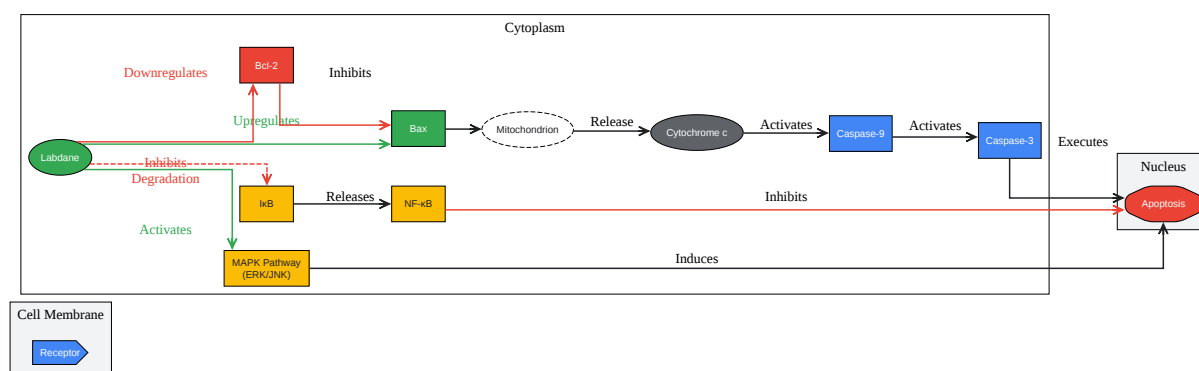 Cytoplasm
Downregulates
Bcl-2
Inhibits
Upregulates
Bax
Mitochondrion
Release
Cytochrome c
Activates
Caspase-9
Activates
Caspase-3
Executes
Labdane
Inhibits
Degradation
IκB
Releases
NF-κB
Inhibits
Nucleus
Apoptosis
Activates
MAPK Pathway
(ERK/JNK)
Induces
Cell Membrane
Receptor